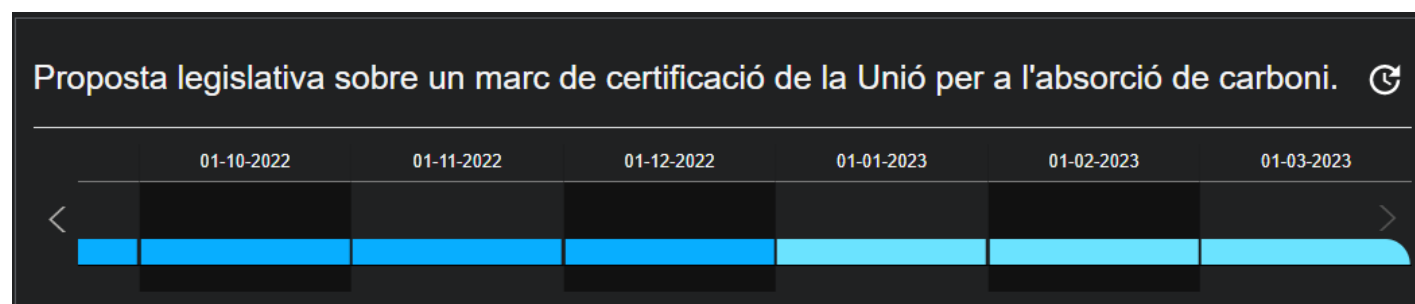 Proposta legislativa sobre un marc de certificació de la Unió per a l'absorció de carboni.
01-10-2022 01-11-2022 01-12-2022 01-01-2023 01-02-2023 01-03-2023